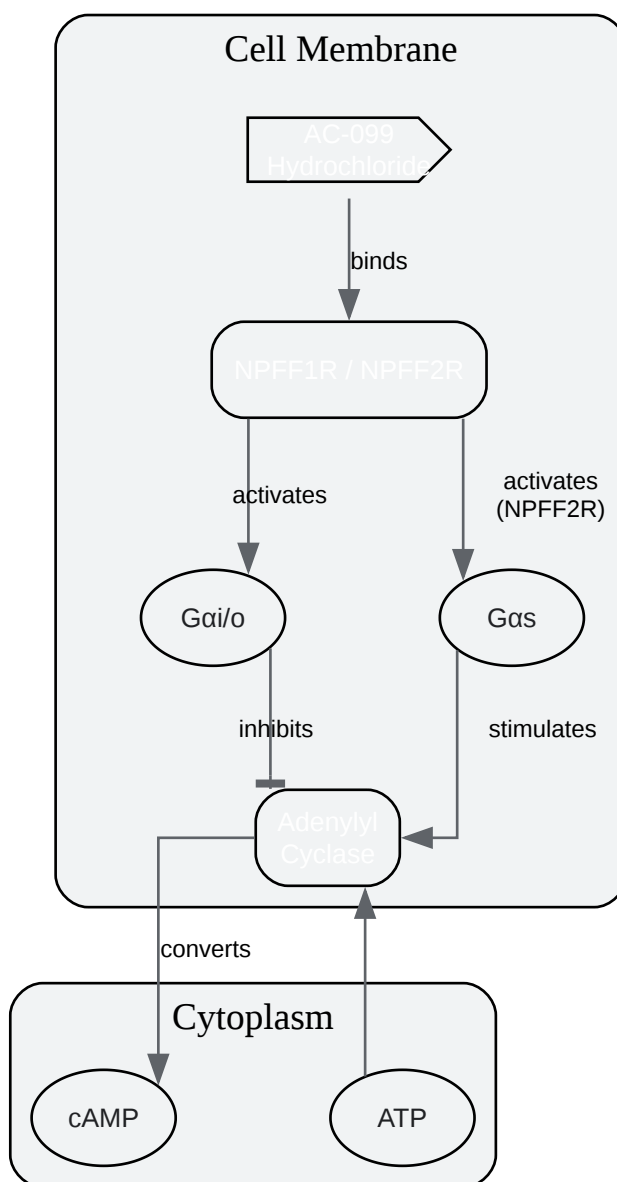 Cell Membrane
AC-099
Hydrochloride
binds
NPFF1R / NPFF2R
activates
activates
(NPFF2R)
Gαi/o
Gαs
inhibits
stimulates
Adenylyl
Cyclase
converts
Cytoplasm
cAMP
ATP